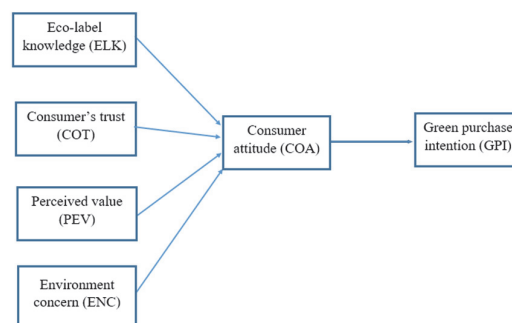 Eco-label
knowledge (ELK)
Consumer's trust
(COT)
Perceived value
(PEV)
Environment
concern (ENC)
Consumer
attitude (COA)
Green purchase
intention (GPI)